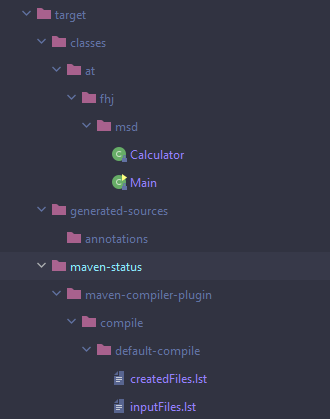 target
classes
at
fhj
msd
Calculator
Main
generated-sources
annotations
maven-status
maven-compiler-plugin
compile
default-compile
createdFiles.lst
inputFiles.lst